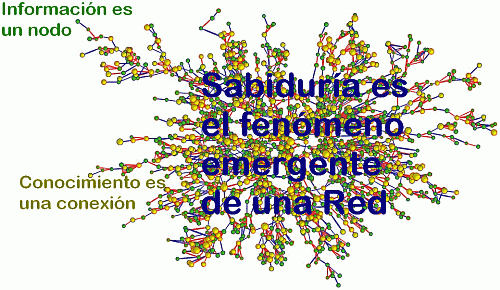 Información es
un nodo
Sabiduría es
el fenómeno
emergente
de una Red
Conocimiento es
una conexión